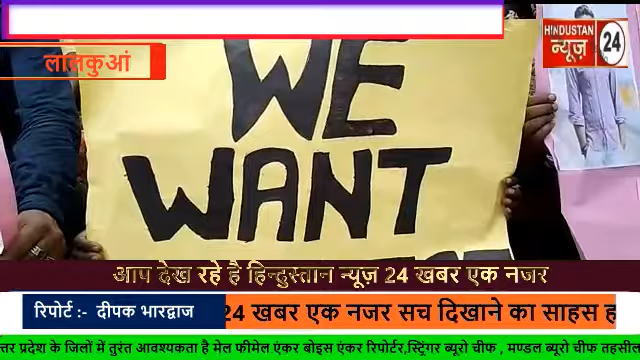 HINDUSTAN
न्यूज़ 24
लालकुआं
WE
WANT
आप देख रहे है हिन्दुस्तान न्यूज़ 24 खबर एक नजर
रिपोर्ट :- दीपक भारद्वाज
24 खबर एक नजर सच दिखाने का साहस
प्रदेश के जिलों में तुरंत आवश्यकता है मेल फीमेल एंकर बोइस एंकर रिपोर्टर,स्ट्रिंगर ब्यूरो चीफ , मण्डल ब्यूरो चीफ तहसील